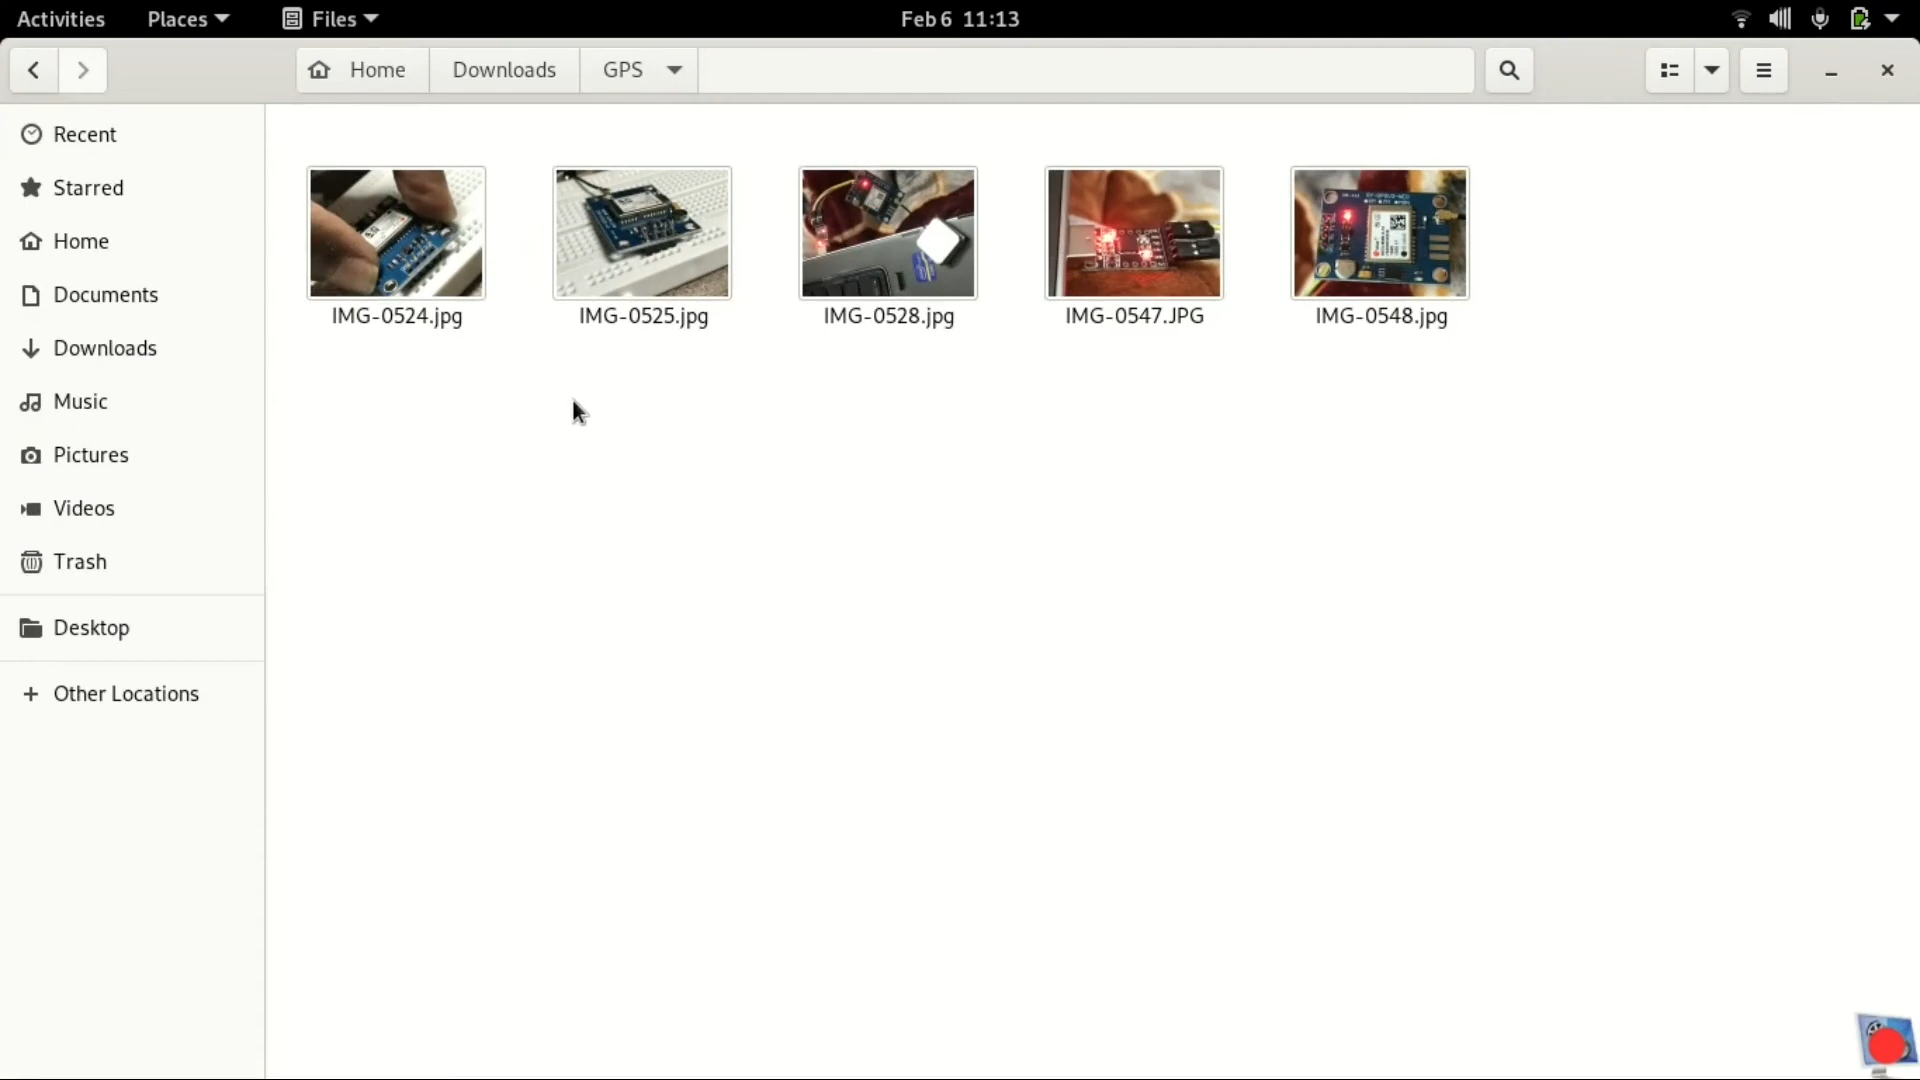 Activities Places Files Feb 6 11:13
Home Downloads GPS
Recent
Starred
Home
Documents
Downloads
Music
Pictures
Videos
Trash
Desktop
Other Locations
IMG-0524.jpg IMG-0525.jpg IMG-0528.jpg IMG-0547.JPG IMG-0548.jpg